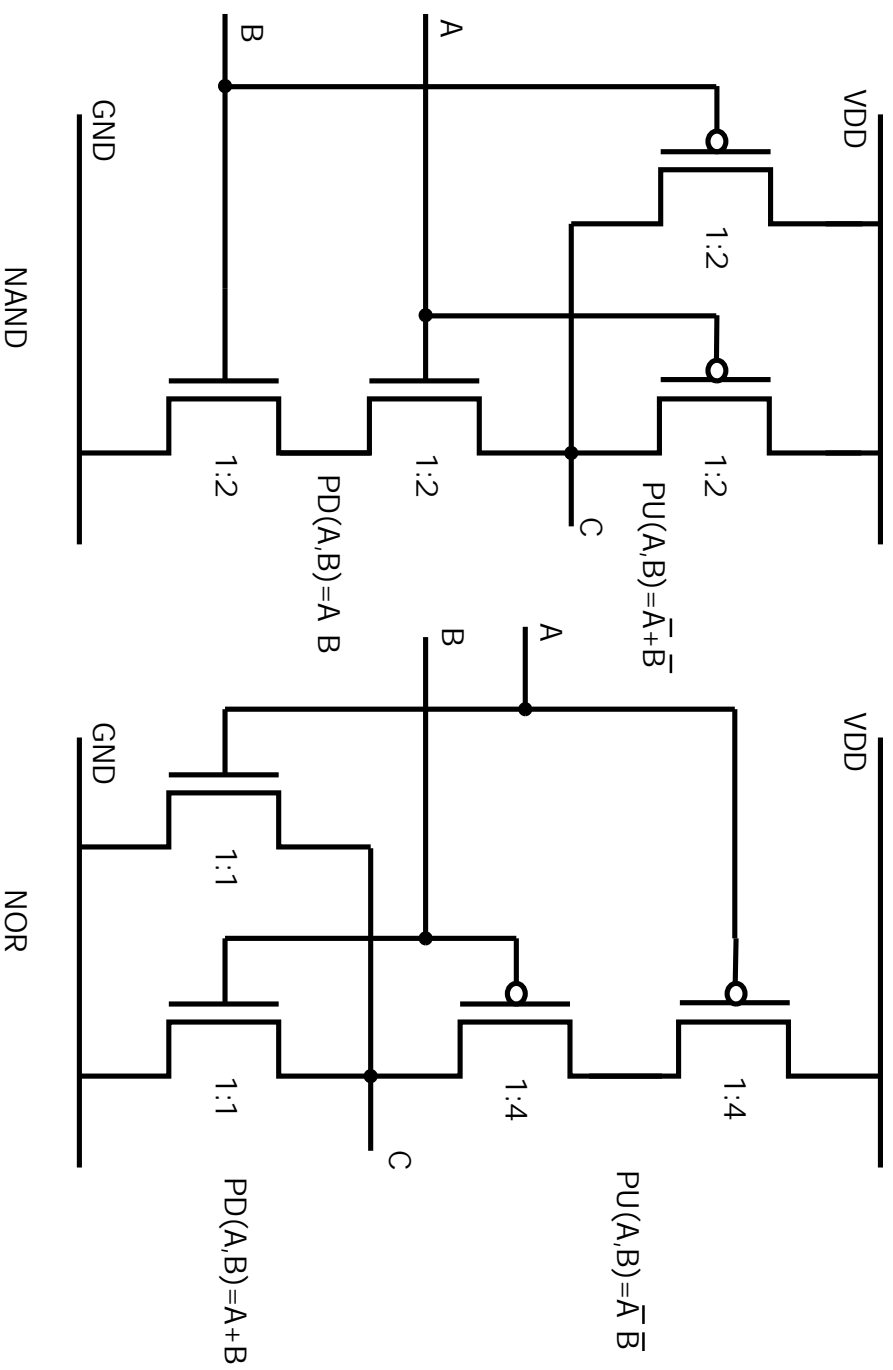 VDD
1:2
1:2
PU(A,B)=A̅+B̅
C
A
1:2
PD(A,B)=A B
B
1:2
GND
NAND
VDD
1:4
PU(A,B)=A̅ B̅
A
1:4
B
C
1:1
1:1
PD(A,B)=A+B
GND
NOR